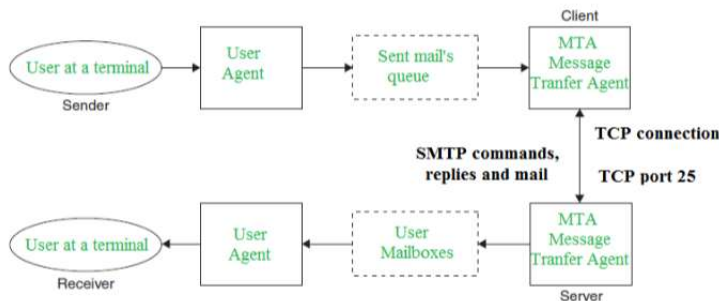 Client
User at a terminal
Sender
User
Agent
Sent mail's
queue
MTA
Message
Tranfer Agent
TCP connection
SMTP commands,
replies and mail
TCP port 25
User at a terminal
Receiver
User
Agent
User
Mailboxes
MTA
Message
Tranfer Agent
Server